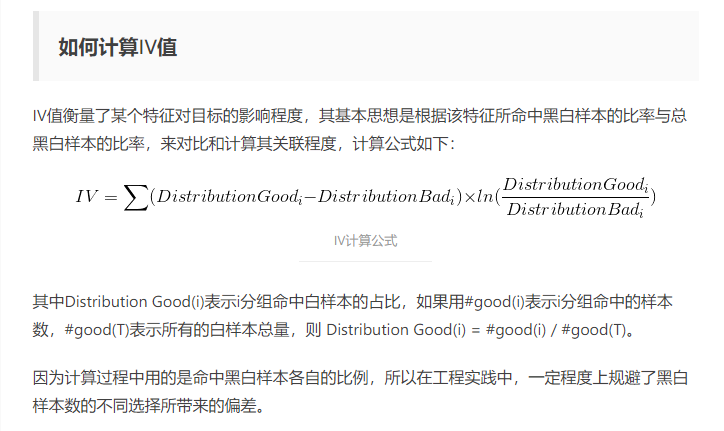 如何计算IV值
IV值衡量了某个特征对目标的影响程度，其基本思想是根据该特征所命中黑白样本的比率与总
黑白样本的比率，来对比和计算其关联程度，计算公式如下：
IV = ∑(DistributionGood_i−DistributionBad_i)×ln(DistributionGood_i/DistributionBad_i)
IV计算公式
其中Distribution Good(i)表示i分组命中白样本的占比，如果用#good(i)表示i分组命中的样本
数，#good(T)表示所有的白样本总量，则 Distribution Good(i) = #good(i) / #good(T)。
因为计算过程中用的是命中黑白样本各自的比例，所以在工程实践中，一定程度上规避了黑白
样本数的不同选择所带来的偏差。